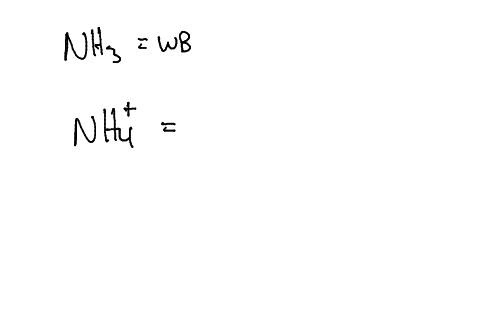 NH₃ = WB
NH₄⁺ =